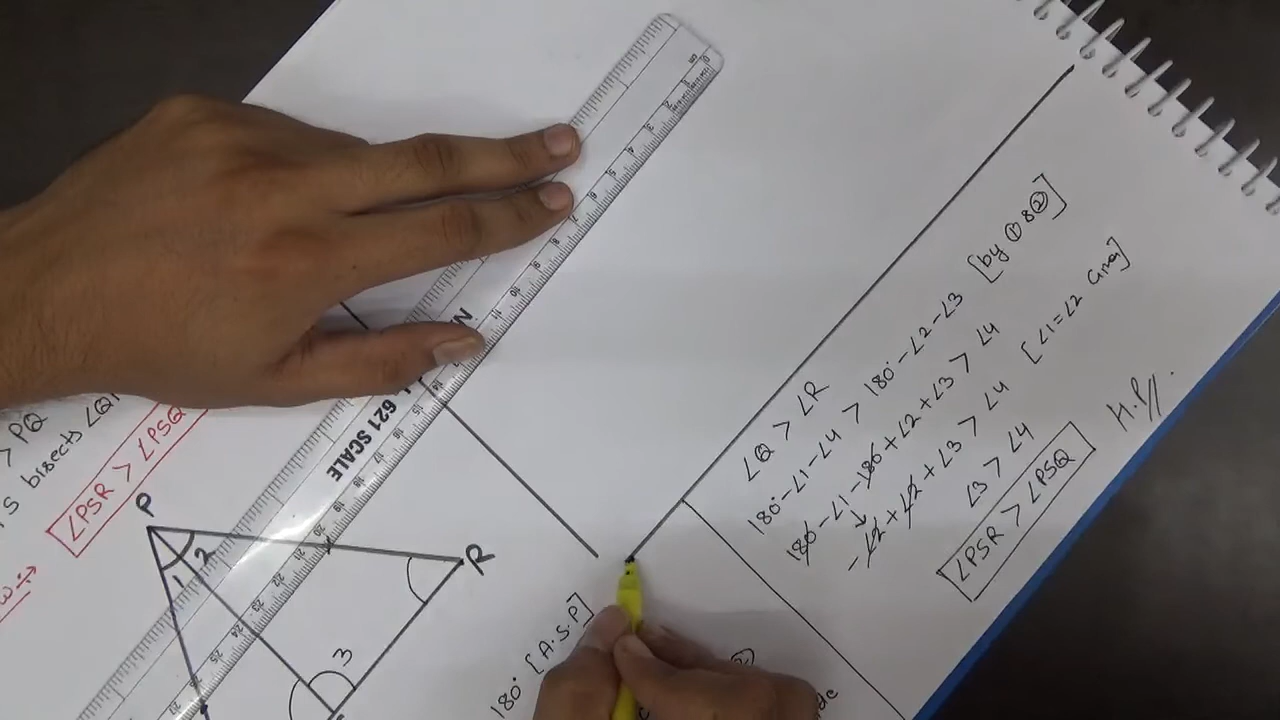 > PQ
S bisects ∠QP
∠PSR > ∠PSQ
P
1 2
R
3
621 SCALE
180° [A.S.P]
∠Q > ∠R
180°-∠1-∠4 > 180°-∠2-∠3 [by ① & ②]
180-∠1-180+∠2+∠3 > ∠4
-∠2+∠2+∠3 > ∠4 [∠1=∠2 Given]
∠3 > ∠4
∠PSR > ∠PSQ
H.P//.